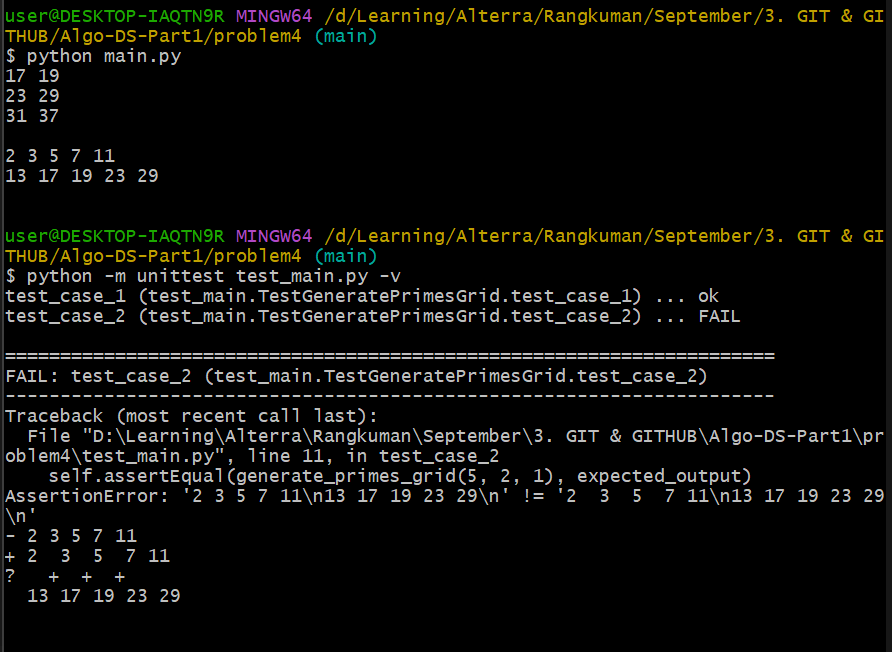 user@DESKTOP-IAQTN9R MINGW64 /d/Learning/Alterra/Rangkuman/September/3. GIT & GI
THUB/Algo-DS-Part1/problem4 (main)
$ python main.py
17 19
23 29
31 37

2 3 5 7 11
13 17 19 23 29


user@DESKTOP-IAQTN9R MINGW64 /d/Learning/Alterra/Rangkuman/September/3. GIT & GI
THUB/Algo-DS-Part1/problem4 (main)
$ python -m unittest test_main.py -v
test_case_1 (test_main.TestGeneratePrimesGrid.test_case_1) ... ok
test_case_2 (test_main.TestGeneratePrimesGrid.test_case_2) ... FAIL

======================================================================
FAIL: test_case_2 (test_main.TestGeneratePrimesGrid.test_case_2)
----------------------------------------------------------------------
Traceback (most recent call last):
  File "D:\Learning\Alterra\Rangkuman\September\3. GIT & GITHUB\Algo-DS-Part1\pr
oblem4\test_main.py", line 11, in test_case_2
    self.assertEqual(generate_primes_grid(5, 2, 1), expected_output)
AssertionError: '2 3 5 7 11\n13 17 19 23 29\n' != '2  3  5  7 11\n13 17 19 23 29
\n'
- 2 3 5 7 11
+ 2  3  5  7 11
?   +  +  +
  13 17 19 23 29